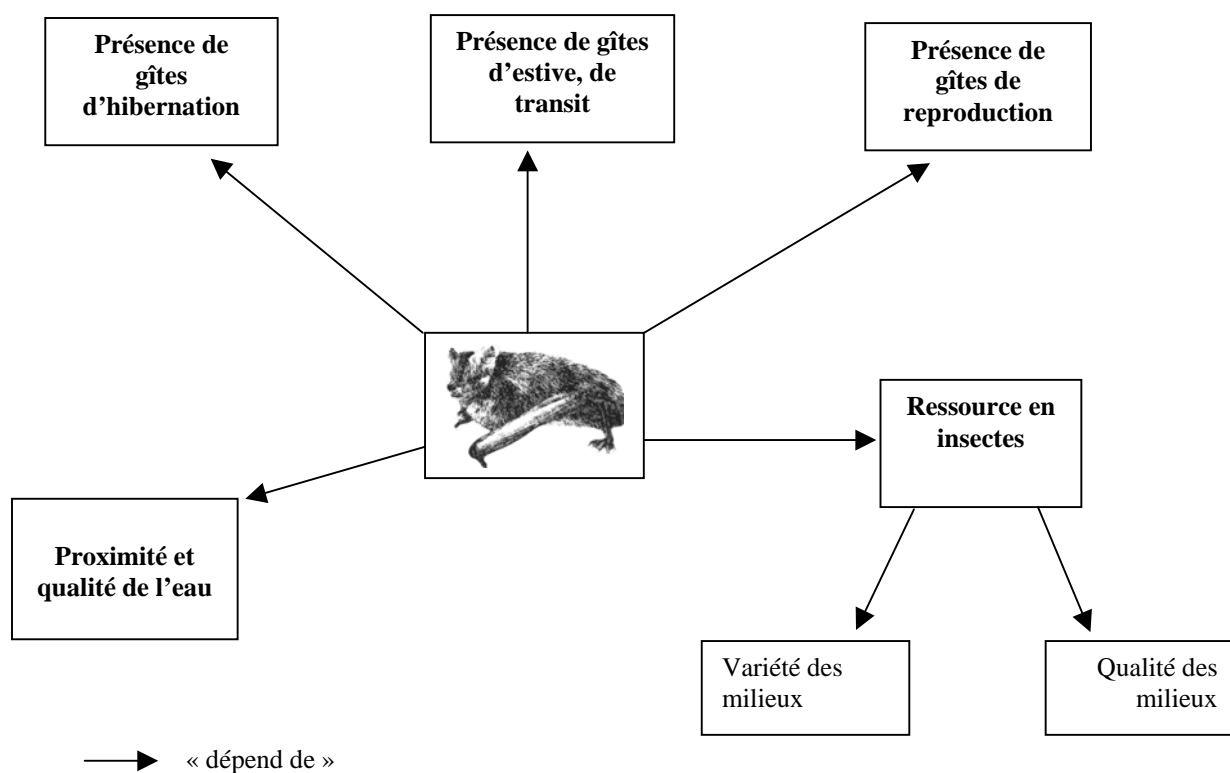 Présence de
gîtes
d’hibernation
Présence de gîtes
d’estive, de
transit
Présence de
gîtes de
reproduction
Ressource en
insectes
Proximité et
qualité de l’eau
Variété des
milieux
Qualité des
milieux
« dépend de »